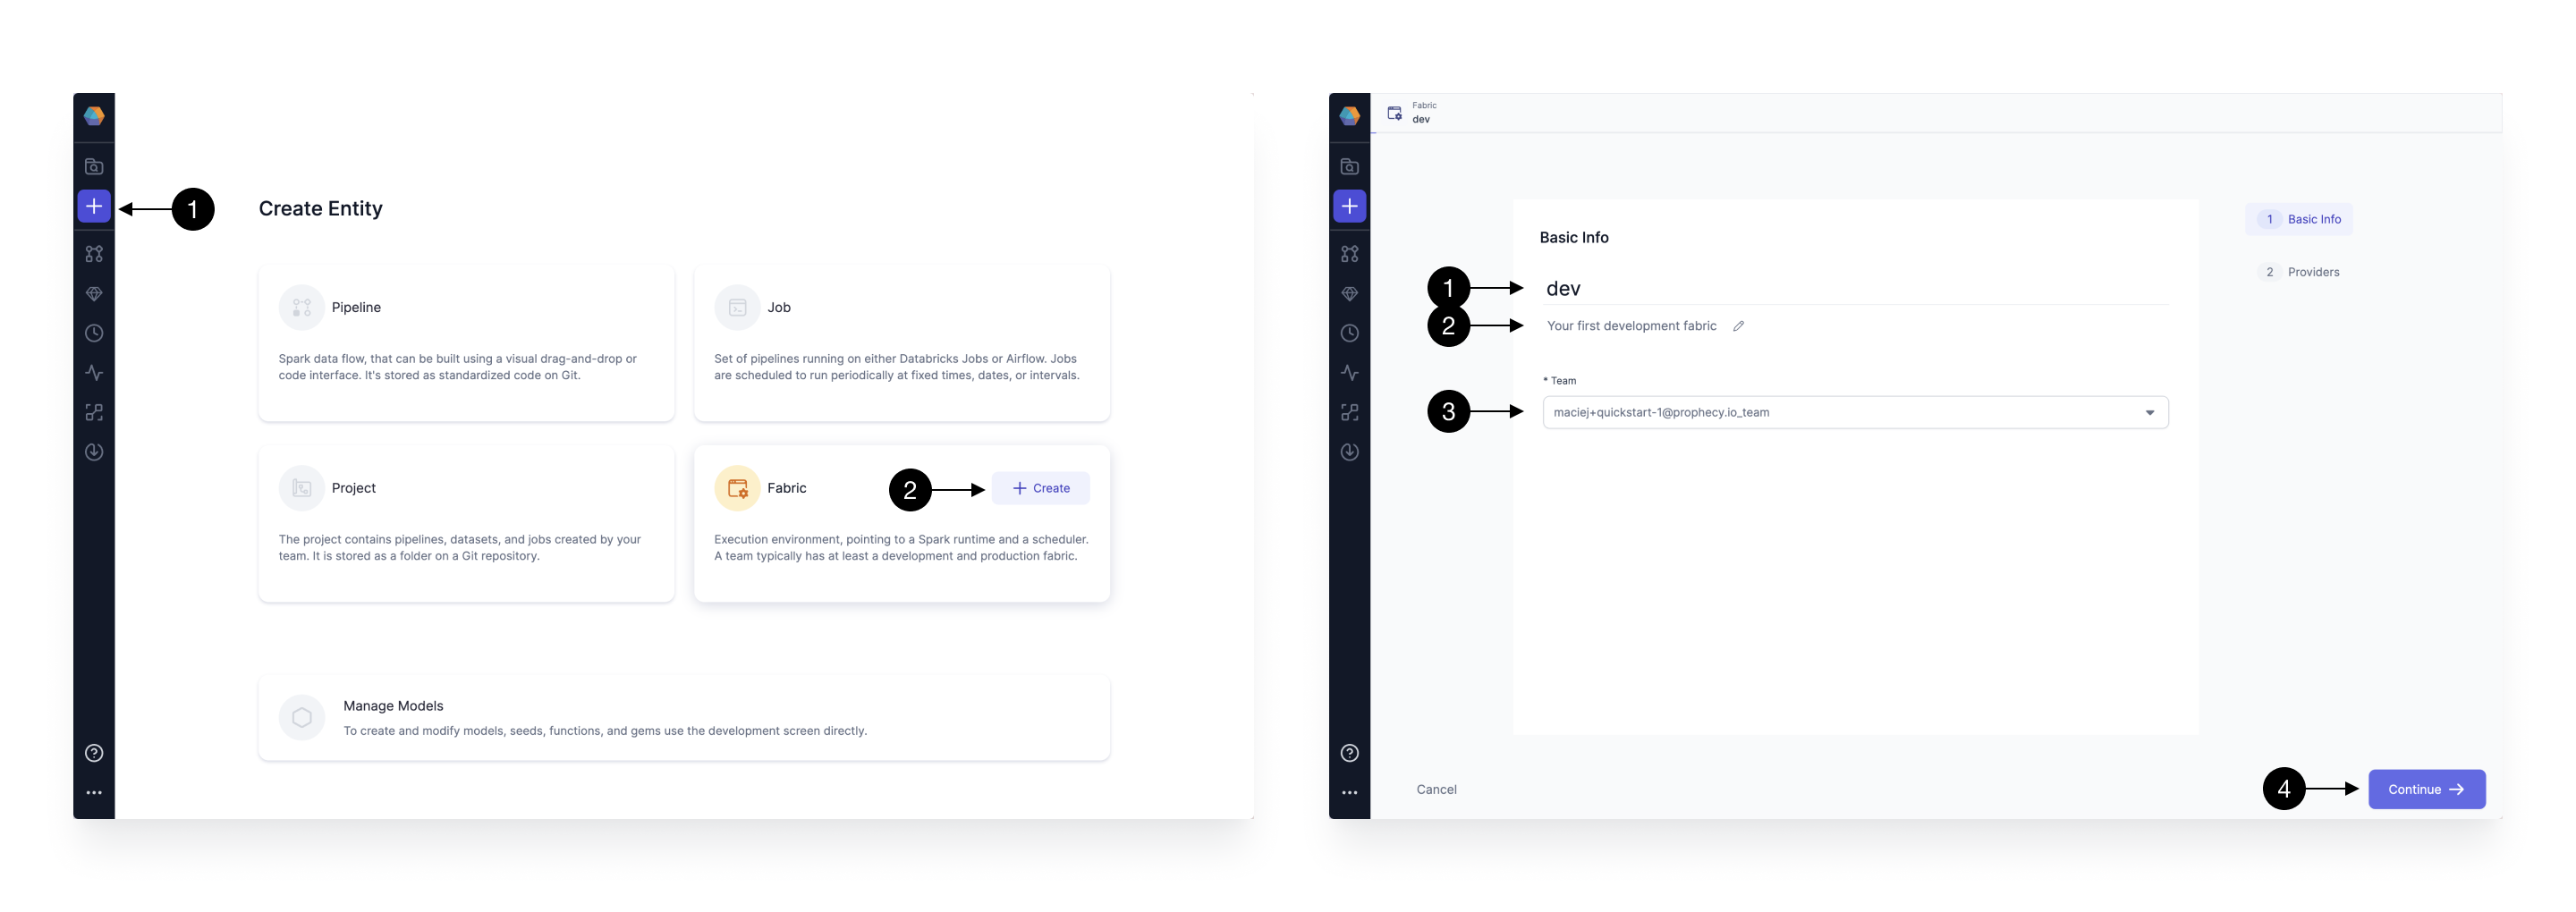 1
Create Entity
Pipeline
Spark data flow, that can be built using a visual drag-and-drop or
code interface. It's stored as standardized code on Git.
Job
Set of pipelines running on either Databricks Jobs or Airflow. Jobs
are scheduled to run periodically at fixed times, dates, or intervals.
Project
The project contains pipelines, datasets, and jobs created by your
team. It is stored as a folder on a Git repository.
Fabric
2
Create
Execution environment, pointing to a Spark runtime and a scheduler.
A team typically has at least a development and production fabric.
Manage Models
To create and modify models, seeds, functions, and gems use the development screen directly.
Fabric
dev
Basic Info
1
dev
2
Your first development fabric
* Team
3
maciej+quickstart-1@prophecy.io_team
1 Basic Info
2 Providers
Cancel
4
Continue